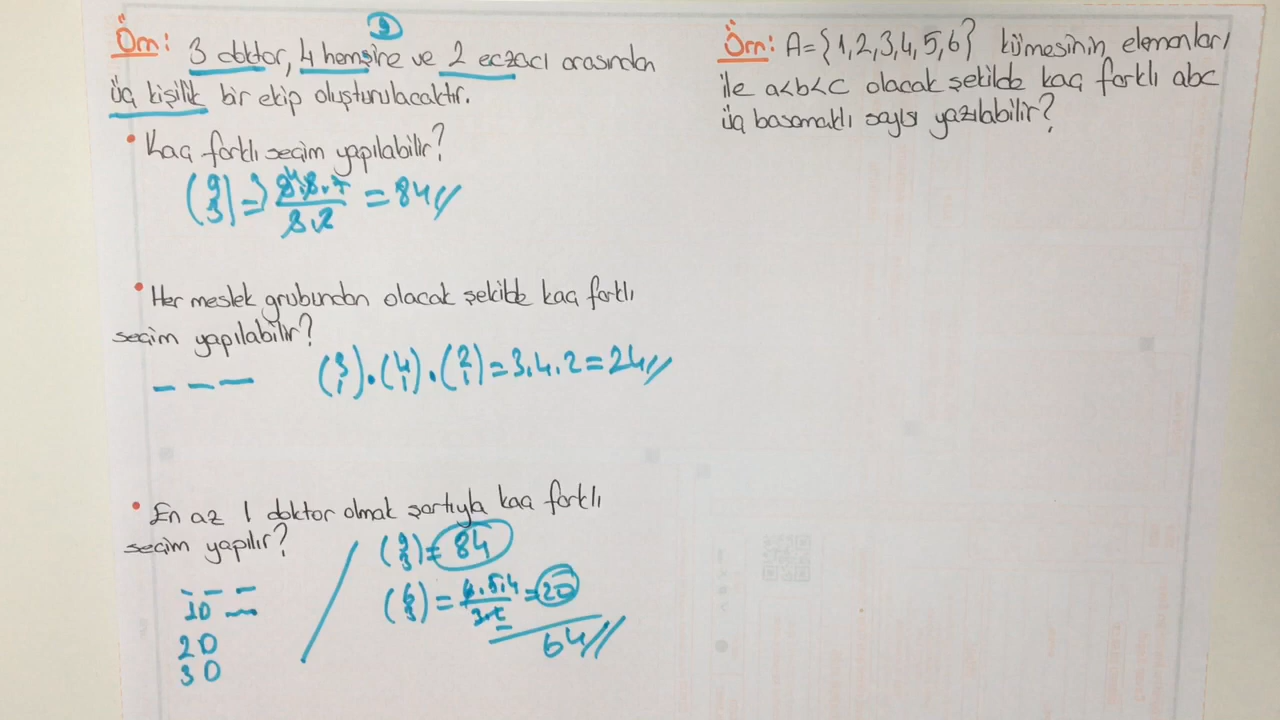 9
Örn: 3 doktor, 4 hemşire ve 2 eczacı arasından
üç kişilik bir ekip oluşturulacaktır.
• Kaç farklı seçim yapılabilir?
(9 3) => 9.8.7 / 3.2 = 84//
• Her meslek grubundan olacak şekilde kaç farklı
seçim yapılabilir?
_ _ _ (3 1).(4 1).(2 1) = 3.4.2 = 24//
• En az 1 doktor olmak şartıyla kaç farklı
seçim yapılır?
(9 3) = 84
_ _ _
1D _ _
(6 3) = 6.5.4 / 3.2 = 20
2D
64//
3D
Örn: A={1,2,3,4,5,6} kümesinin elemanları
ile a<b<c olacak şekilde kaç farklı abc
üç basamaklı sayısı yazılabilir?